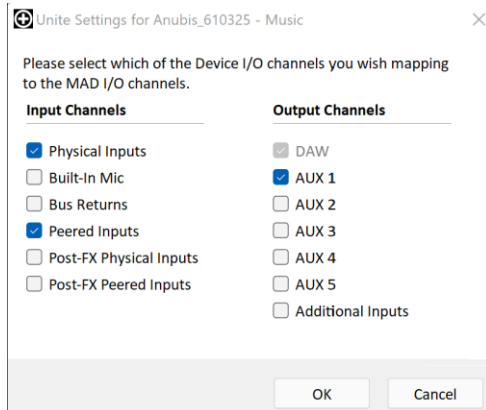 Unite Settings for Anubis_610325 - Music
Please select which of the Device I/O channels you wish mapping
to the MAD I/O channels.
Input Channels
Physical Inputs
Built-In Mic
Bus Returns
Peered Inputs
Post-FX Physical Inputs
Post-FX Peered Inputs
Output Channels
DAW
AUX 1
AUX 2
AUX 3
AUX 4
AUX 5
Additional Inputs
OK
Cancel